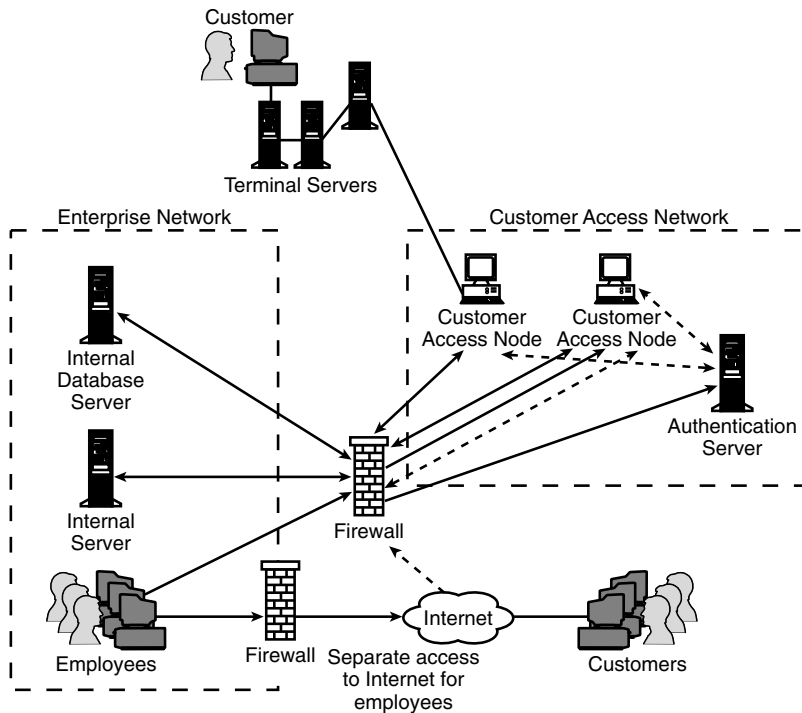 Customer
Terminal Servers
Enterprise Network
Customer Access Network
Customer
Access Node
Customer
Access Node
Internal
Database
Server
Authentication
Server
Internal
Server
Firewall
Employees
Firewall
Internet
Separate access
to Internet for
employees
Customers